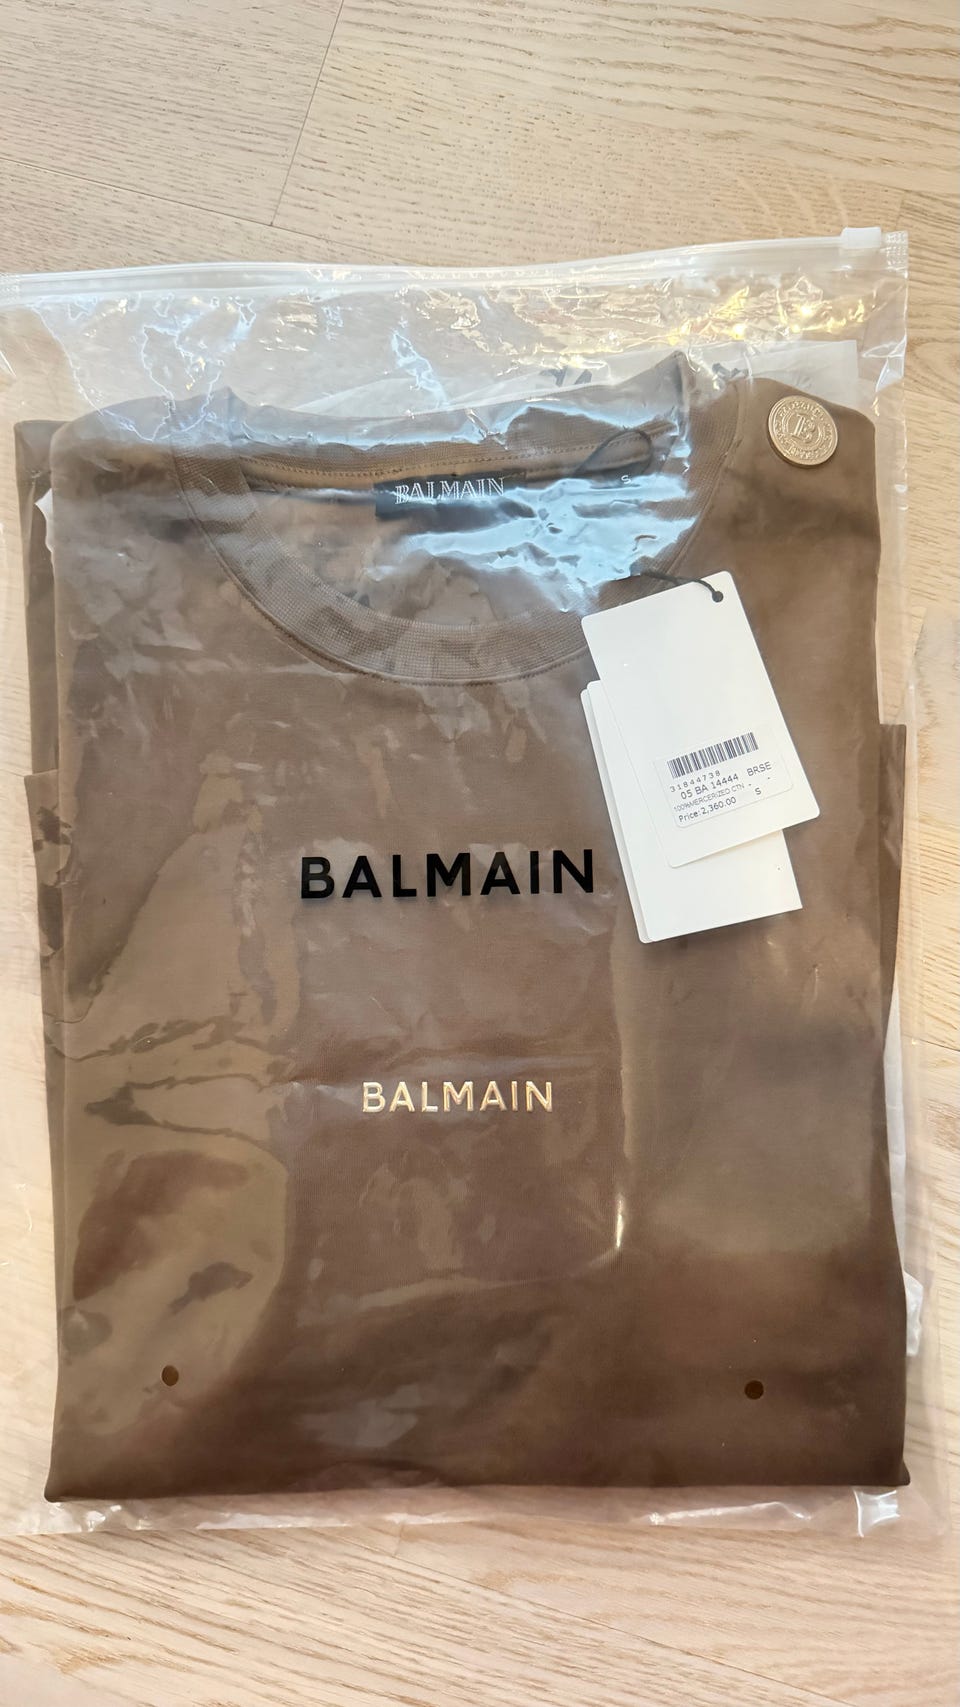 BALMAIN
S
31844738
05 BA 14444 BRSE
100%MERCERIZED CTN -
Price:2,360.00 S
BALMAIN
BALMAIN